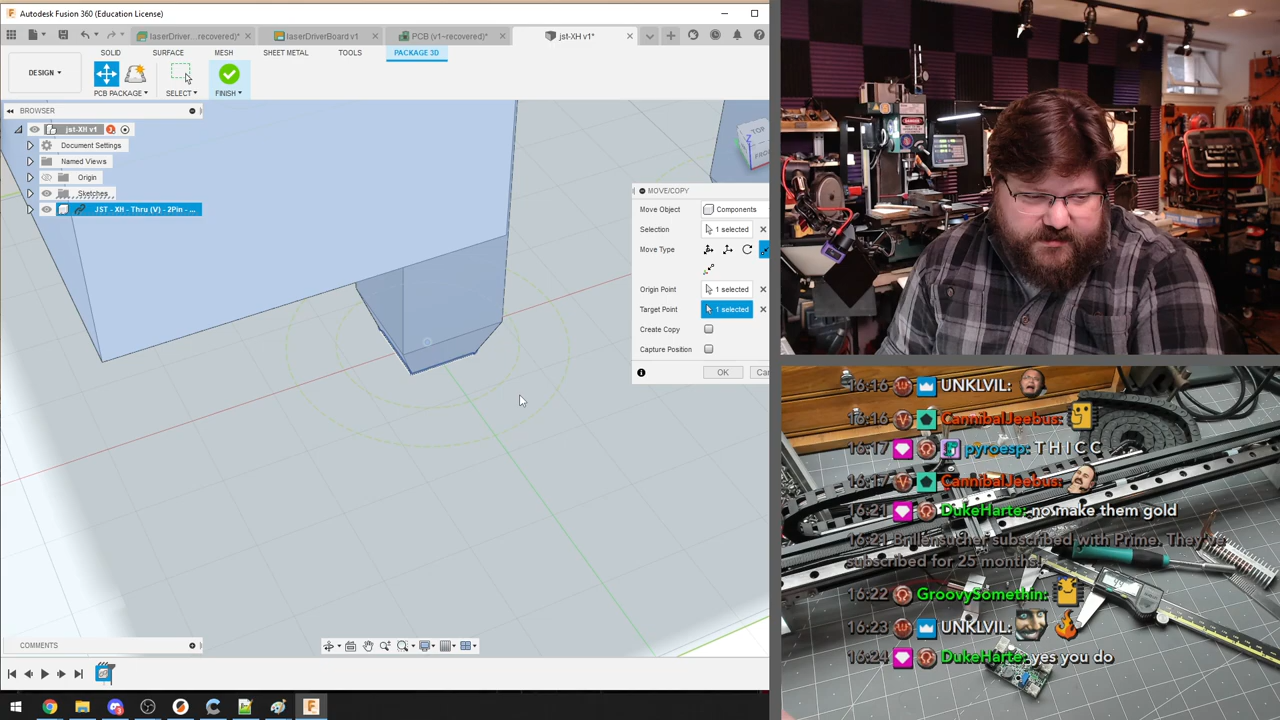 Autodesk Fusion 360 (Education License)
laserDriver...recovered)*
laserDriverBoard v1
PCB (v1~recovered)*
jst-XH v1*
SOLID
SURFACE
MESH
SHEET METAL
TOOLS
PACKAGE 3D
DESIGN
PCB PACKAGE
SELECT
FINISH
BROWSER
jst-XH v1
Document Settings
Named Views
Origin
Sketches
JST - XH - Thru (V) - 2Pin - ...
TOP
FRONT
Z
MOVE/COPY
Move Object
Components
Selection
1 selected
Move Type
Origin Point
1 selected
Target Point
1 selected
Create Copy
Capture Position
OK
Can
COMMENTS
16:16 UNKLVIL:
16:16 CannibalJeebus:
16:17 pyroesp: T H I C C
16:17 CannibalJeebus:
16:21 DukeHarte: no make them gold
16:21 Brillensucher subscribed with Prime. They've
subscribed for 25 months!
16:22 GroovySomethin:
16:23 UNKLVIL:
16:24 DukeHarte: yes you do